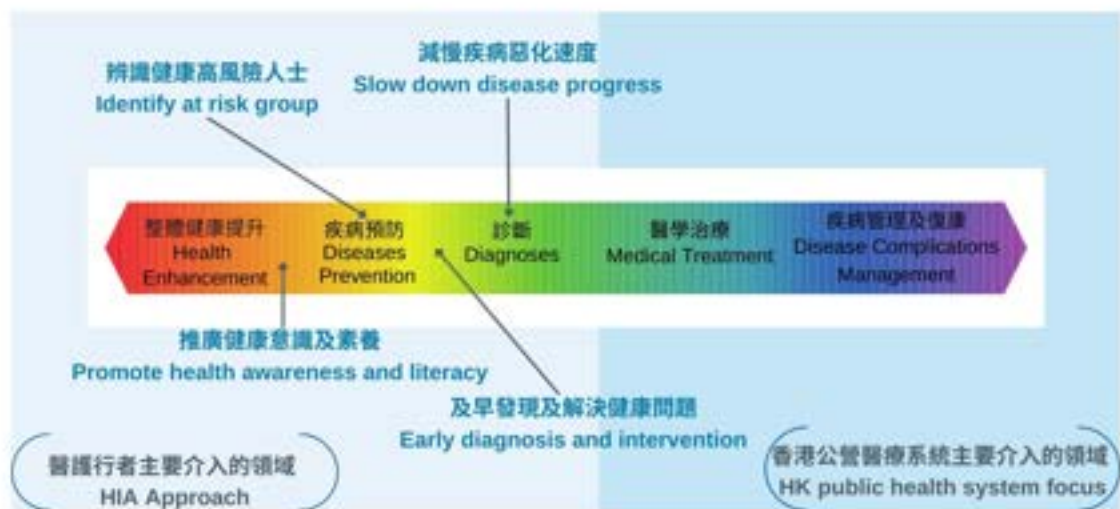 減慢疾病惡化速度
Slow down disease progress
辨識健康高風險人士
Identify at risk group
整體健康提升
Health
Enhancement
疾病預防
Diseases
Prevention
診斷
Diagnoses
醫學治療
Medical Treatment
疾病管理及復康
Disease Complications
Management
推廣健康意識及素養
Promote health awareness and literacy
及早發現及解決健康問題
Early diagnosis and intervention
醫護行者主要介入的領域
HIA Approach
香港公營醫療系統主要介入的領域
HK public health system focus